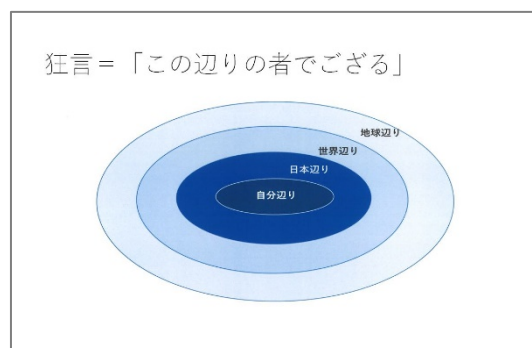 狂言＝「この辺りの者でござる」
地球辺り
世界辺り
日本辺り
自分辺り